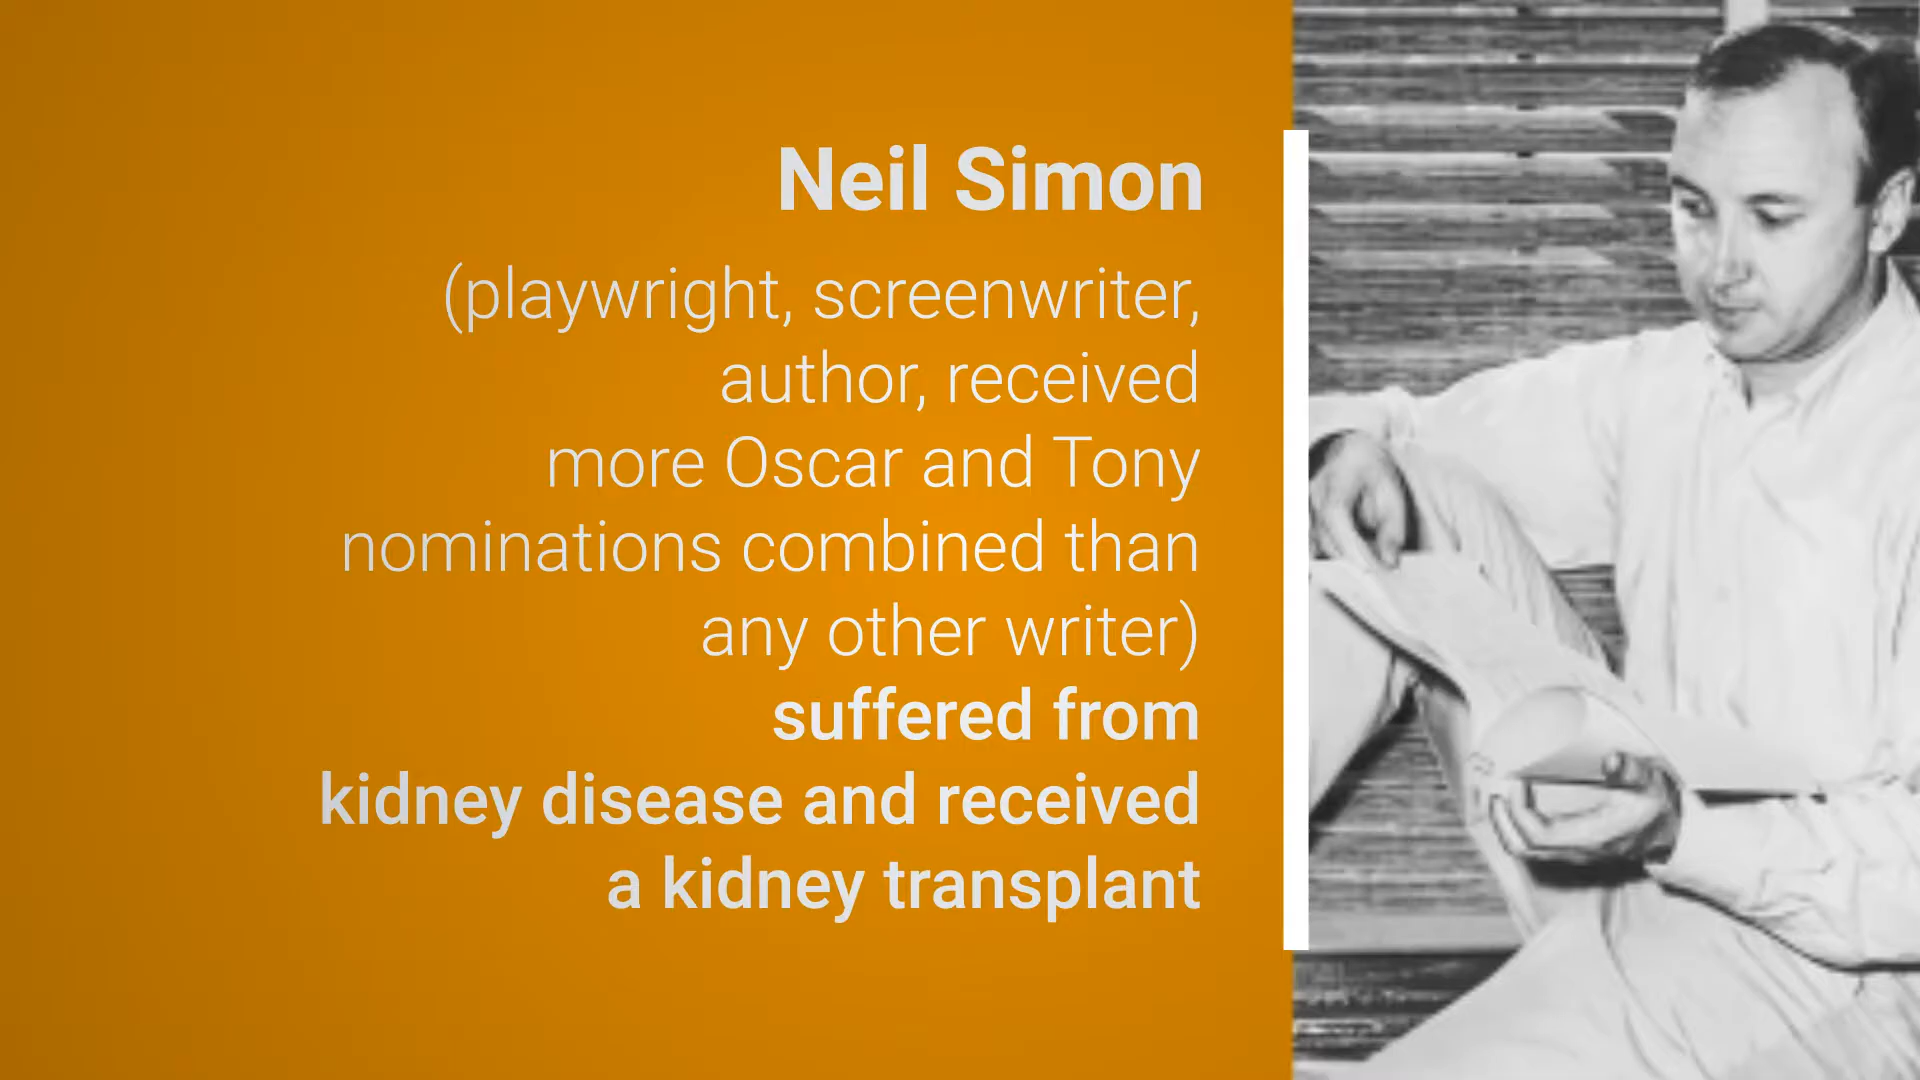 Neil Simon
(playwright, screenwriter,
author, received
more Oscar and Tony
nominations combined than
any other writer)
suffered from
kidney disease and received
a kidney transplant